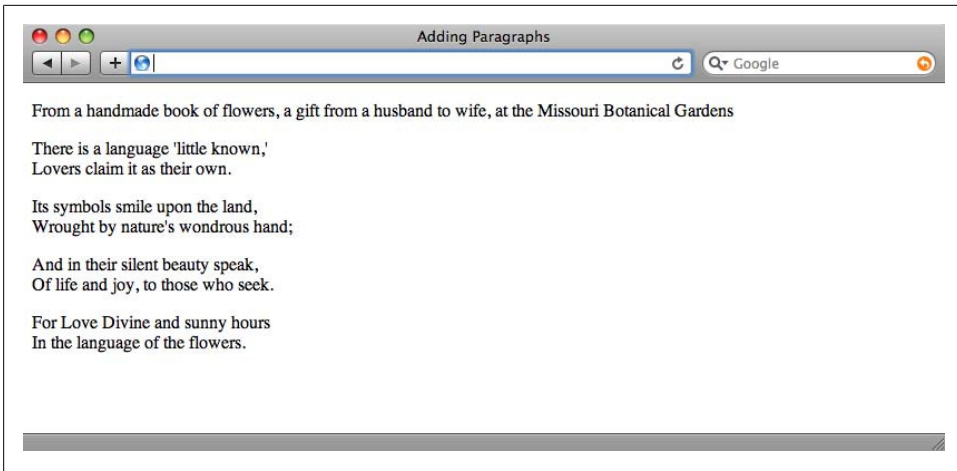 Adding Paragraphs
Google
From a handmade book of flowers, a gift from a husband to wife, at the Missouri Botanical Gardens
There is a language 'little known,'
Lovers claim it as their own.
Its symbols smile upon the land,
Wrought by nature's wondrous hand;
And in their silent beauty speak,
Of life and joy, to those who seek.
For Love Divine and sunny hours
In the language of the flowers.